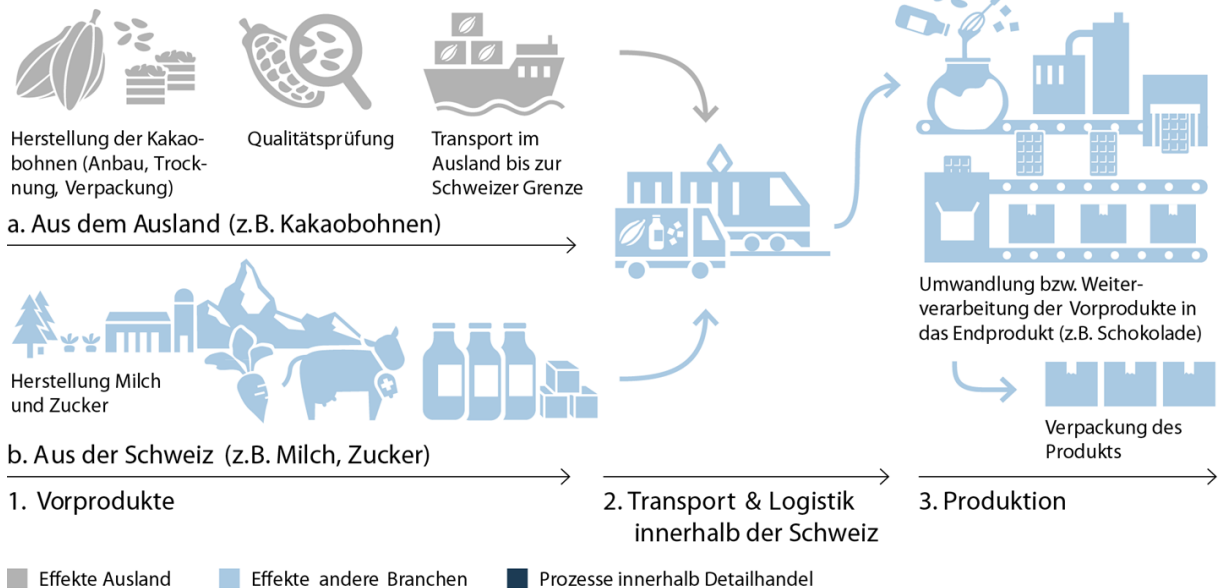 Herstellung der Kakao-
bohnen (Anbau, Trock-
nung, Verpackung)
Qualitätsprüfung
Transport im
Ausland bis zur
Schweizer Grenze
a. Aus dem Ausland (z.B. Kakaobohnen)
Herstellung Milch
und Zucker
b. Aus der Schweiz (z.B. Milch, Zucker)
1. Vorprodukte
2. Transport & Logistik
innerhalb der Schweiz
Umwandlung bzw. Weiter-
verarbeitung der Vorprodukte in
das Endprodukt (z.B. Schokolade)
Verpackung des
Produkts
3. Produktion
Effekte Ausland
Effekte andere Branchen
Prozesse innerhalb Detailhandel